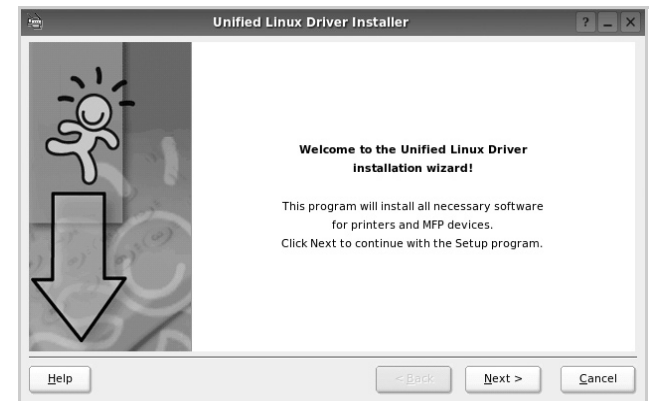 Unified Linux Driver Installer
Welcome to the Unified Linux Driver
installation wizard!
This program will install all necessary software
for printers and MFP devices.
Click Next to continue with the Setup program.
Help
< Back
Next >
Cancel